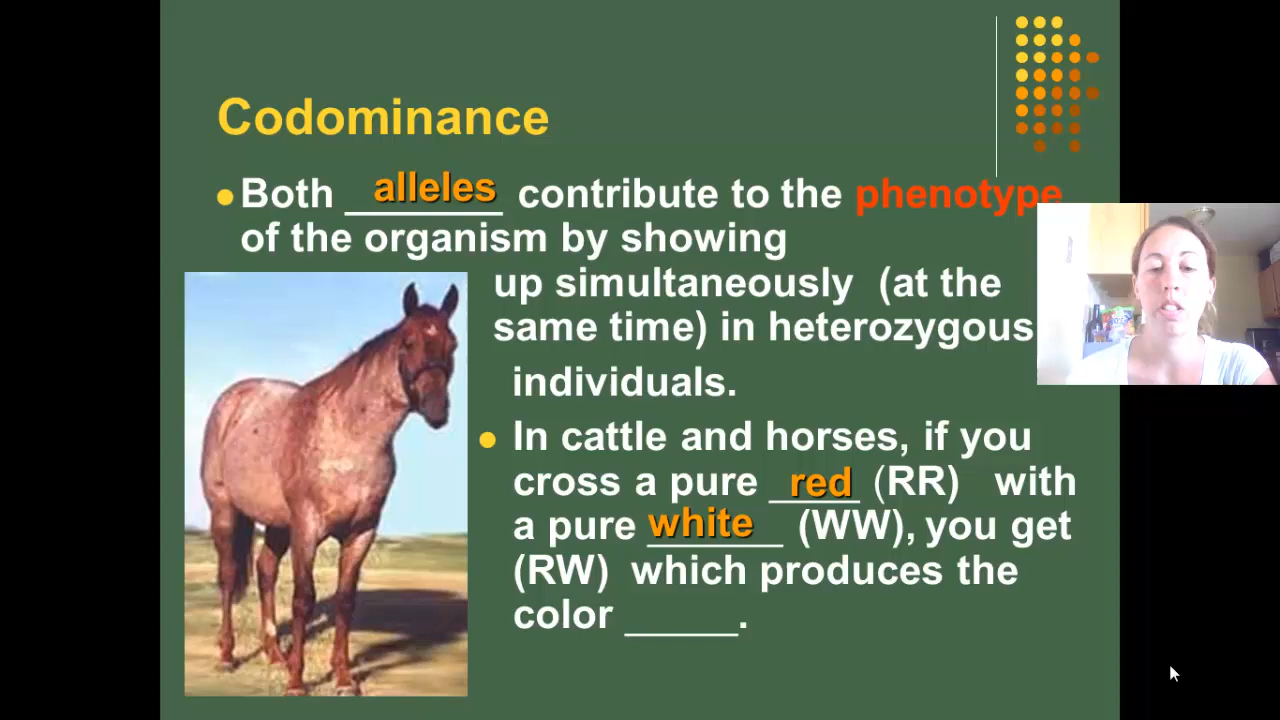 Codominance
Both alleles contribute to the phenotype
of the organism by showing
up simultaneously (at the
same time) in heterozygous
individuals.
In cattle and horses, if you
cross a pure red (RR) with
a pure white (WW), you get
(RW) which produces the
color _____.